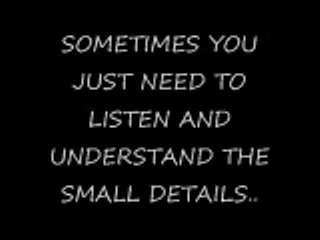 SOMETIMES YOU
JUST NEED TO
LISTEN AND
UNDERSTAND THE
SMALL DETAILS..